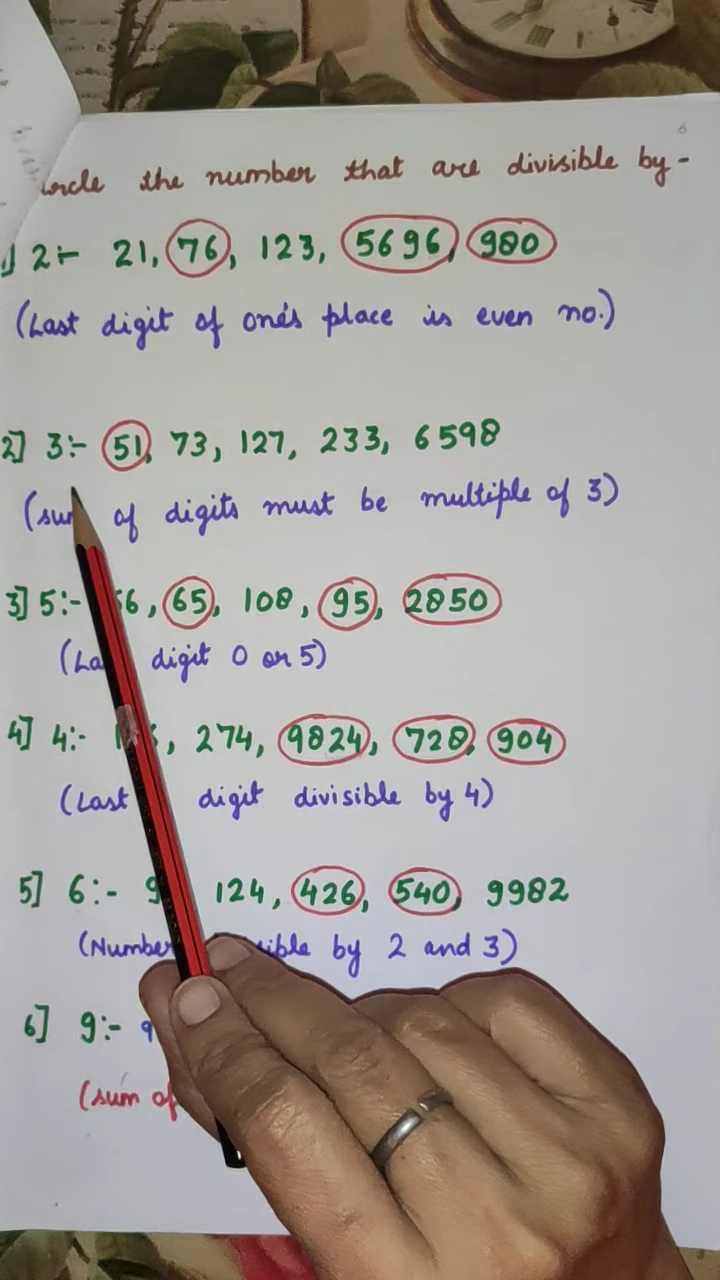 6
the number that are divisible by-
1] 2:- 21, 76, 123, 5696, 980
(Last digit of one's place is even no.)
2] 3:- 51, 73, 127, 233, 6598
(sum of digits must be multiple of 3)
3] 5:- 65, 108, 95, 2850
digit 0 or 5)
4] 4:- 274, 9824, 728, 904
(Last digit divisible by 4)
5] 6:- 124, 426, 540, 9982
(Number by 2 and 3)
6] 9:-
(sum of